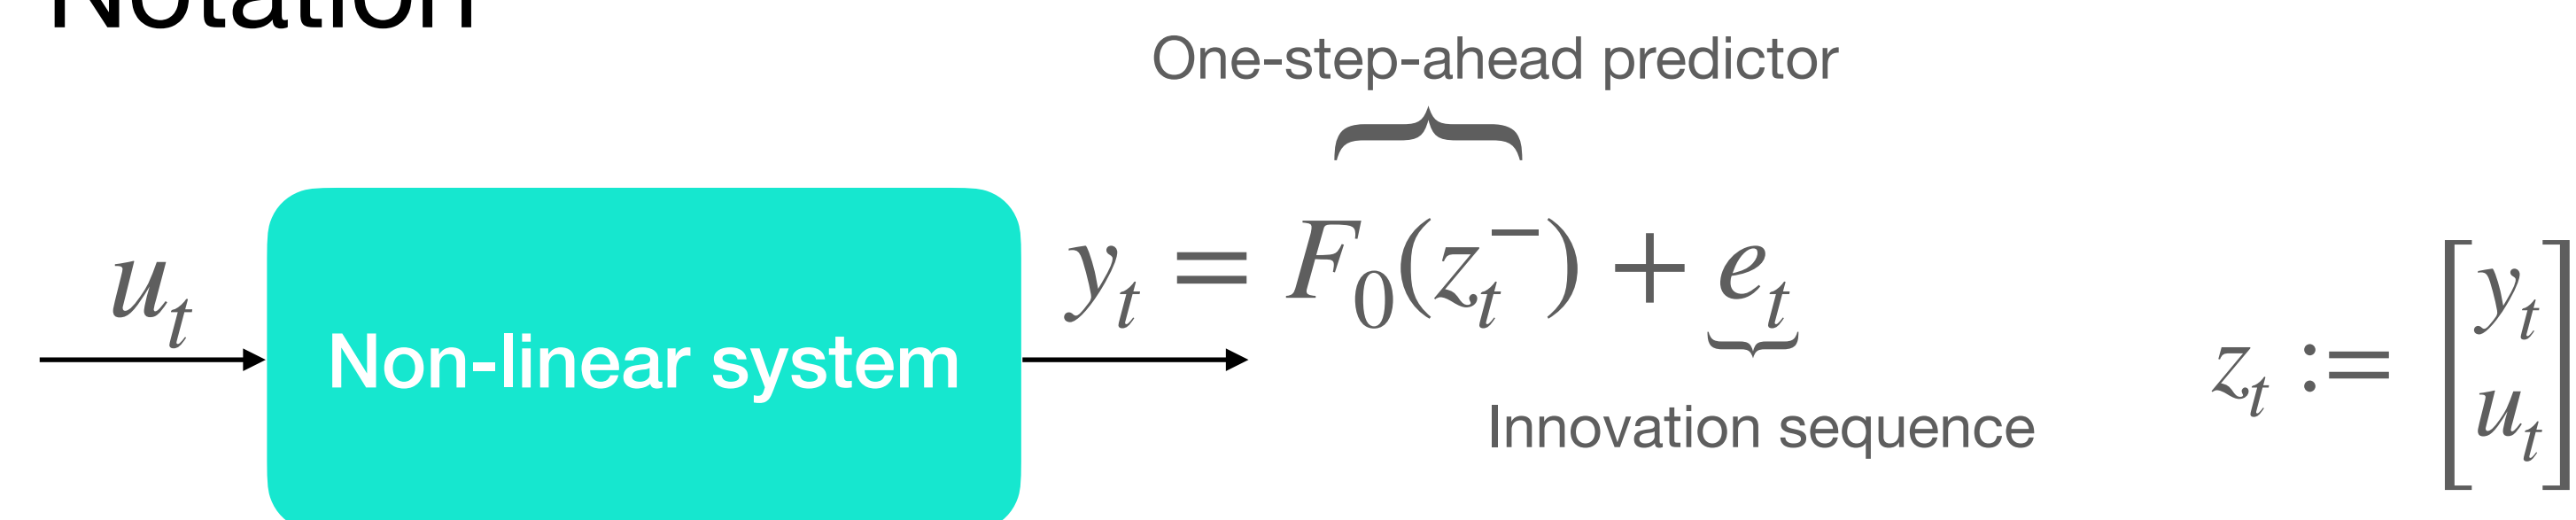 Notation
One-step-ahead predictor
u_t
Non-linear system
y_t = F_0(z_t^-) + e_t
Innovation sequence
z_t := [y_t
u_t]